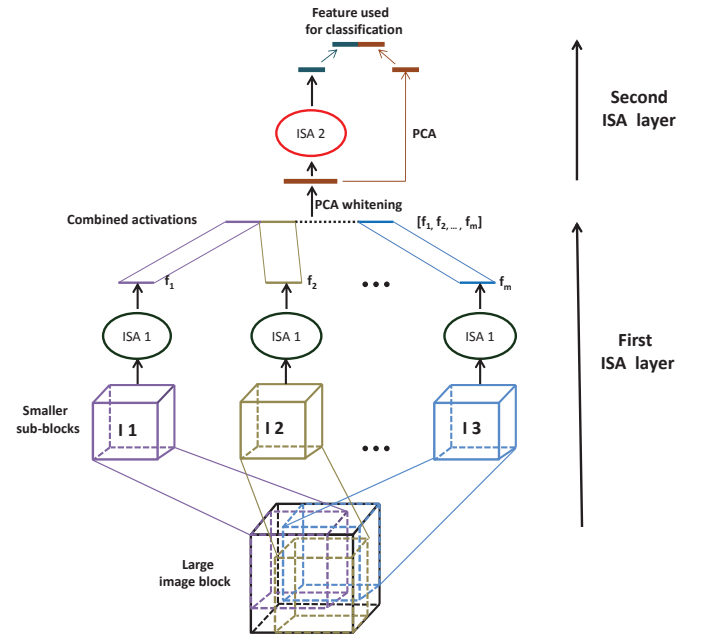 Feature used
for classification
Second
ISA layer
ISA 2
PCA
PCA whitening
Combined activations
[f1, f2, ... , fm]
f1
f2
fm
ISA 1
ISA 1
ISA 1
First
ISA layer
Smaller
sub-blocks
I 1
I 2
I 3
Large
image block